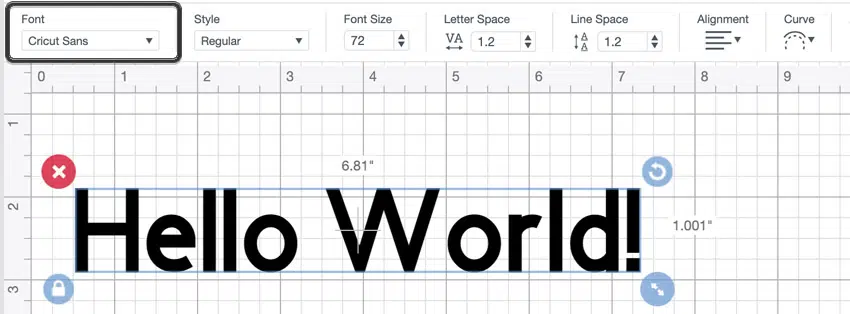 Font Style Font Size Letter Space Line Space Alignment Curve
Cricut Sans Regular 72 VA 1.2 AA 1.2
0 1 2 3 4 5 6 7 8 9
1
6.81"
2
Hello World!
1.001"
3